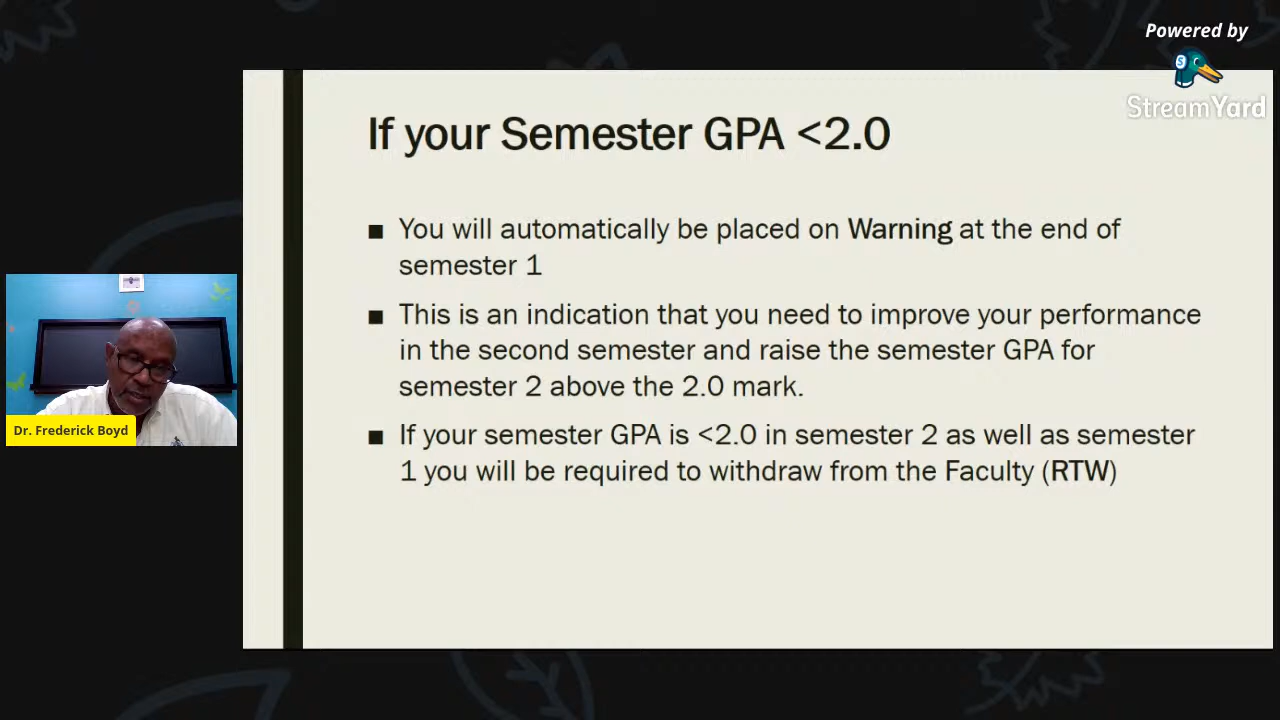 Powered by
StreamYard
If your Semester GPA <2.0
■ You will automatically be placed on Warning at the end of
semester 1
■ This is an indication that you need to improve your performance
in the second semester and raise the semester GPA for
semester 2 above the 2.0 mark.
■ If your semester GPA is <2.0 in semester 2 as well as semester
1 you will be required to withdraw from the Faculty (RTW)
Dr. Frederick Boyd